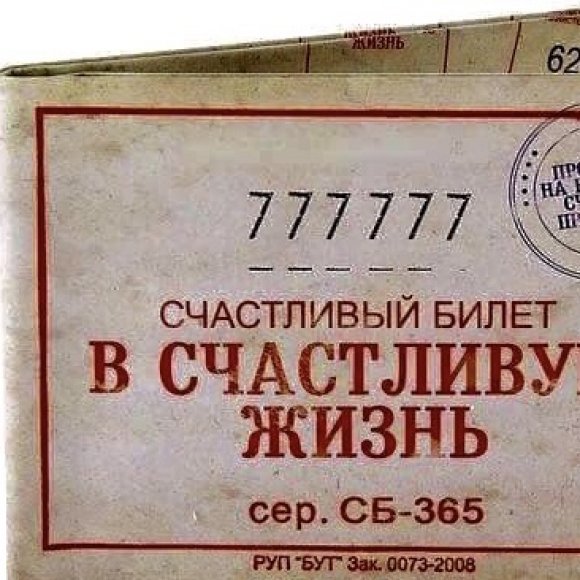 ЖИЗНЬ
62
777777
СЧАСТЛИВЫЙ БИЛЕТ
В СЧАСТЛИВУ
ЖИЗНЬ
сер. СБ-365
РУП "БУТ" Зак. 0073-2008